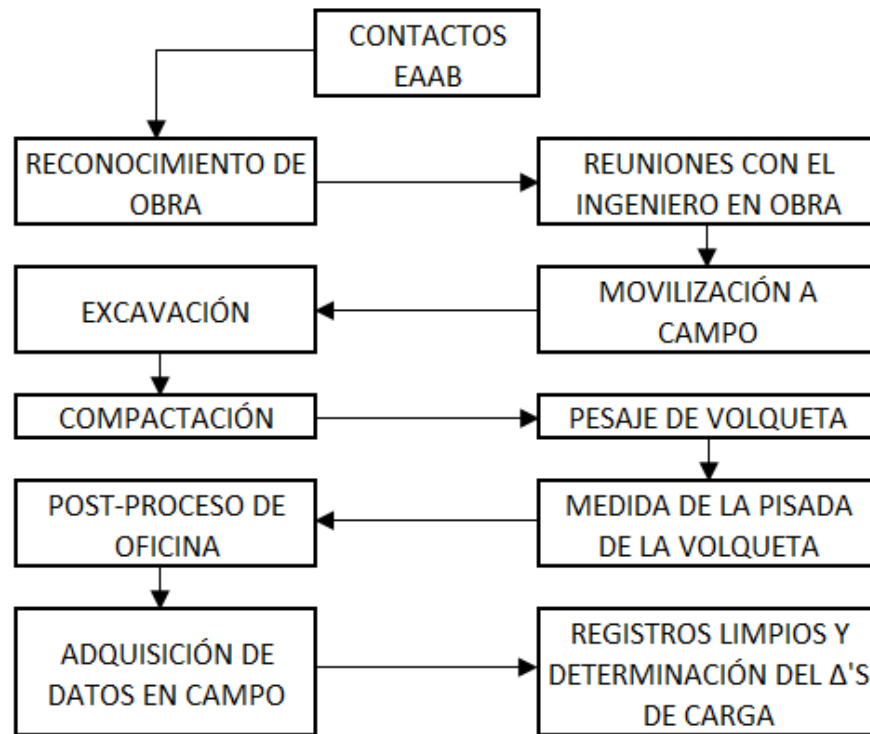 CONTACTOS
EAAB
RECONOCIMIENTO DE
OBRA
REUNIONES CON EL
INGENIERO EN OBRA
MOVILIZACIÓN A
CAMPO
EXCAVACIÓN
COMPACTACIÓN
PESAJE DE VOLQUETA
MEDIDA DE LA PISADA
DE LA VOLQUETA
POST-PROCESO DE
OFICINA
ADQUISICIÓN DE
DATOS EN CAMPO
REGISTROS LIMPIOS Y
DETERMINACIÓN DEL Δ'S
DE CARGA